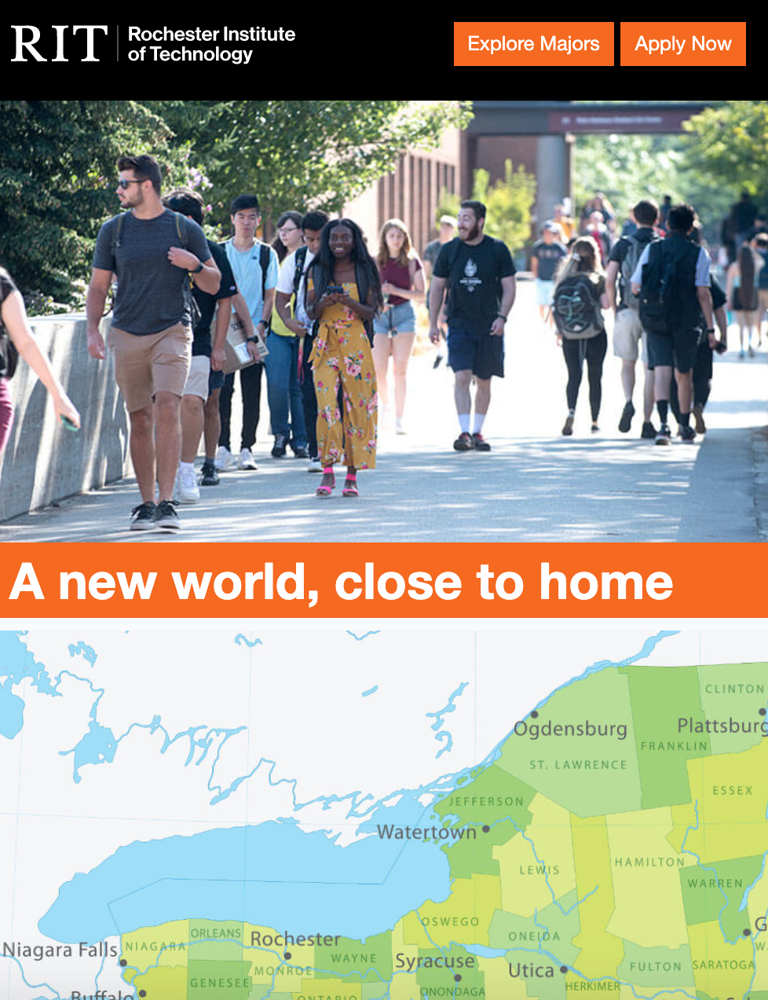 RIT
Rochester Institute
of Technology
Explore Majors
Apply Now
A new world, close to home
CLINTON
Ogdensburg
Plattsburg
FRANKLIN
ST. LAWRENCE
ESSEX
JEFFERSON
Watertown
HAMILTON
LEWIS
WARREN
OSWEGO
ONEIDA
ORLEANS
Rochester
Niagara Falls
NIAGARA
WAYNE
Syracuse
Utica
FULTON
SARATOGA
MONROE
GENESEE
HERKIMER
ONONDAGA
Buffalo
ONTARIO